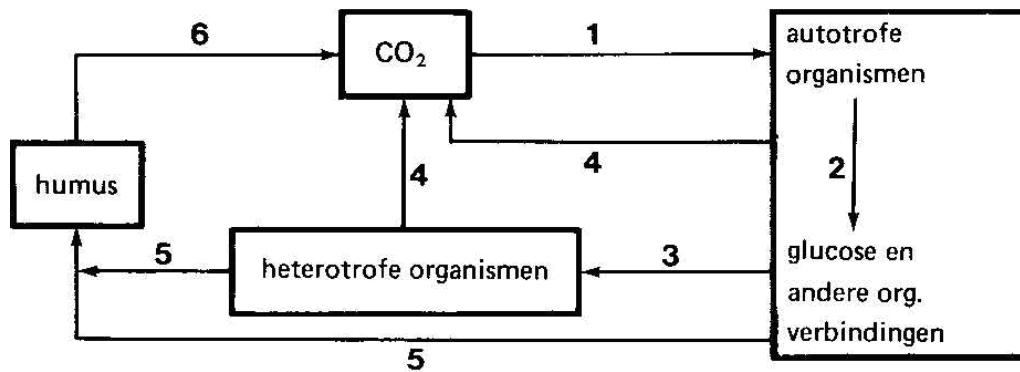 6
CO₂
1
autotrofe
organismen
4
4
2
humus
5
heterotrofe organismen
3
glucose en
andere org.
verbindingen
5